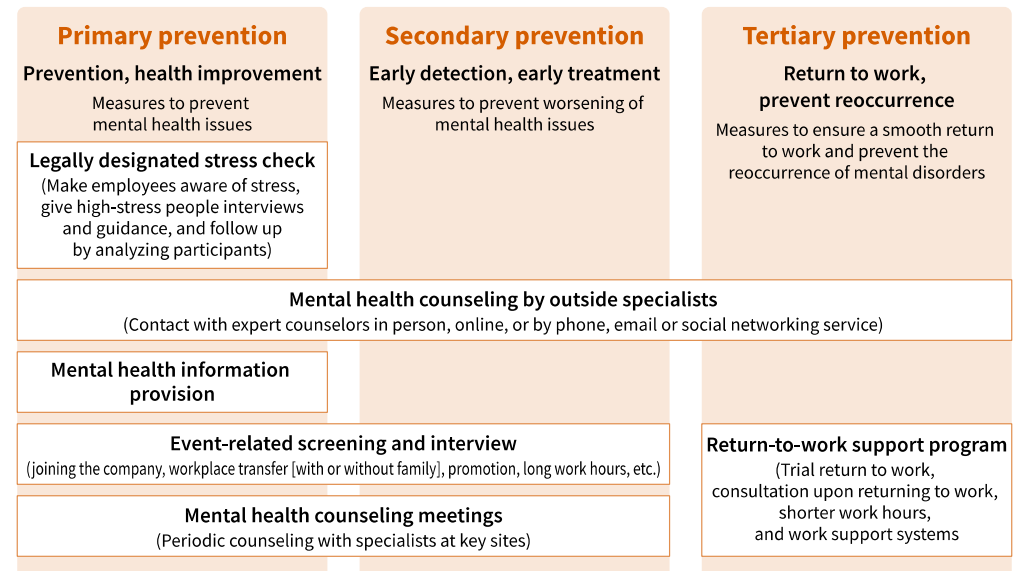 Primary prevention
Prevention, health improvement
Measures to prevent
mental health issues
Secondary prevention
Early detection, early treatment
Measures to prevent worsening of
mental health issues
Tertiary prevention
Return to work,
prevent reoccurrence
Measures to ensure a smooth return
to work and prevent the
reoccurrence of mental disorders
Legally designated stress check
(Make employees aware of stress,
give high-stress people interviews
and guidance, and follow up
by analyzing participants)
Mental health counseling by outside specialists
(Contact with expert counselors in person, online, or by phone, email or social networking service)
Mental health information
provision
Event-related screening and interview
(joining the company, workplace transfer [with or without family], promotion, long work hours, etc.)
Mental health counseling meetings
(Periodic counseling with specialists at key sites)
Return-to-work support program
(Trial return to work,
consultation upon returning to work,
shorter work hours,
and work support systems